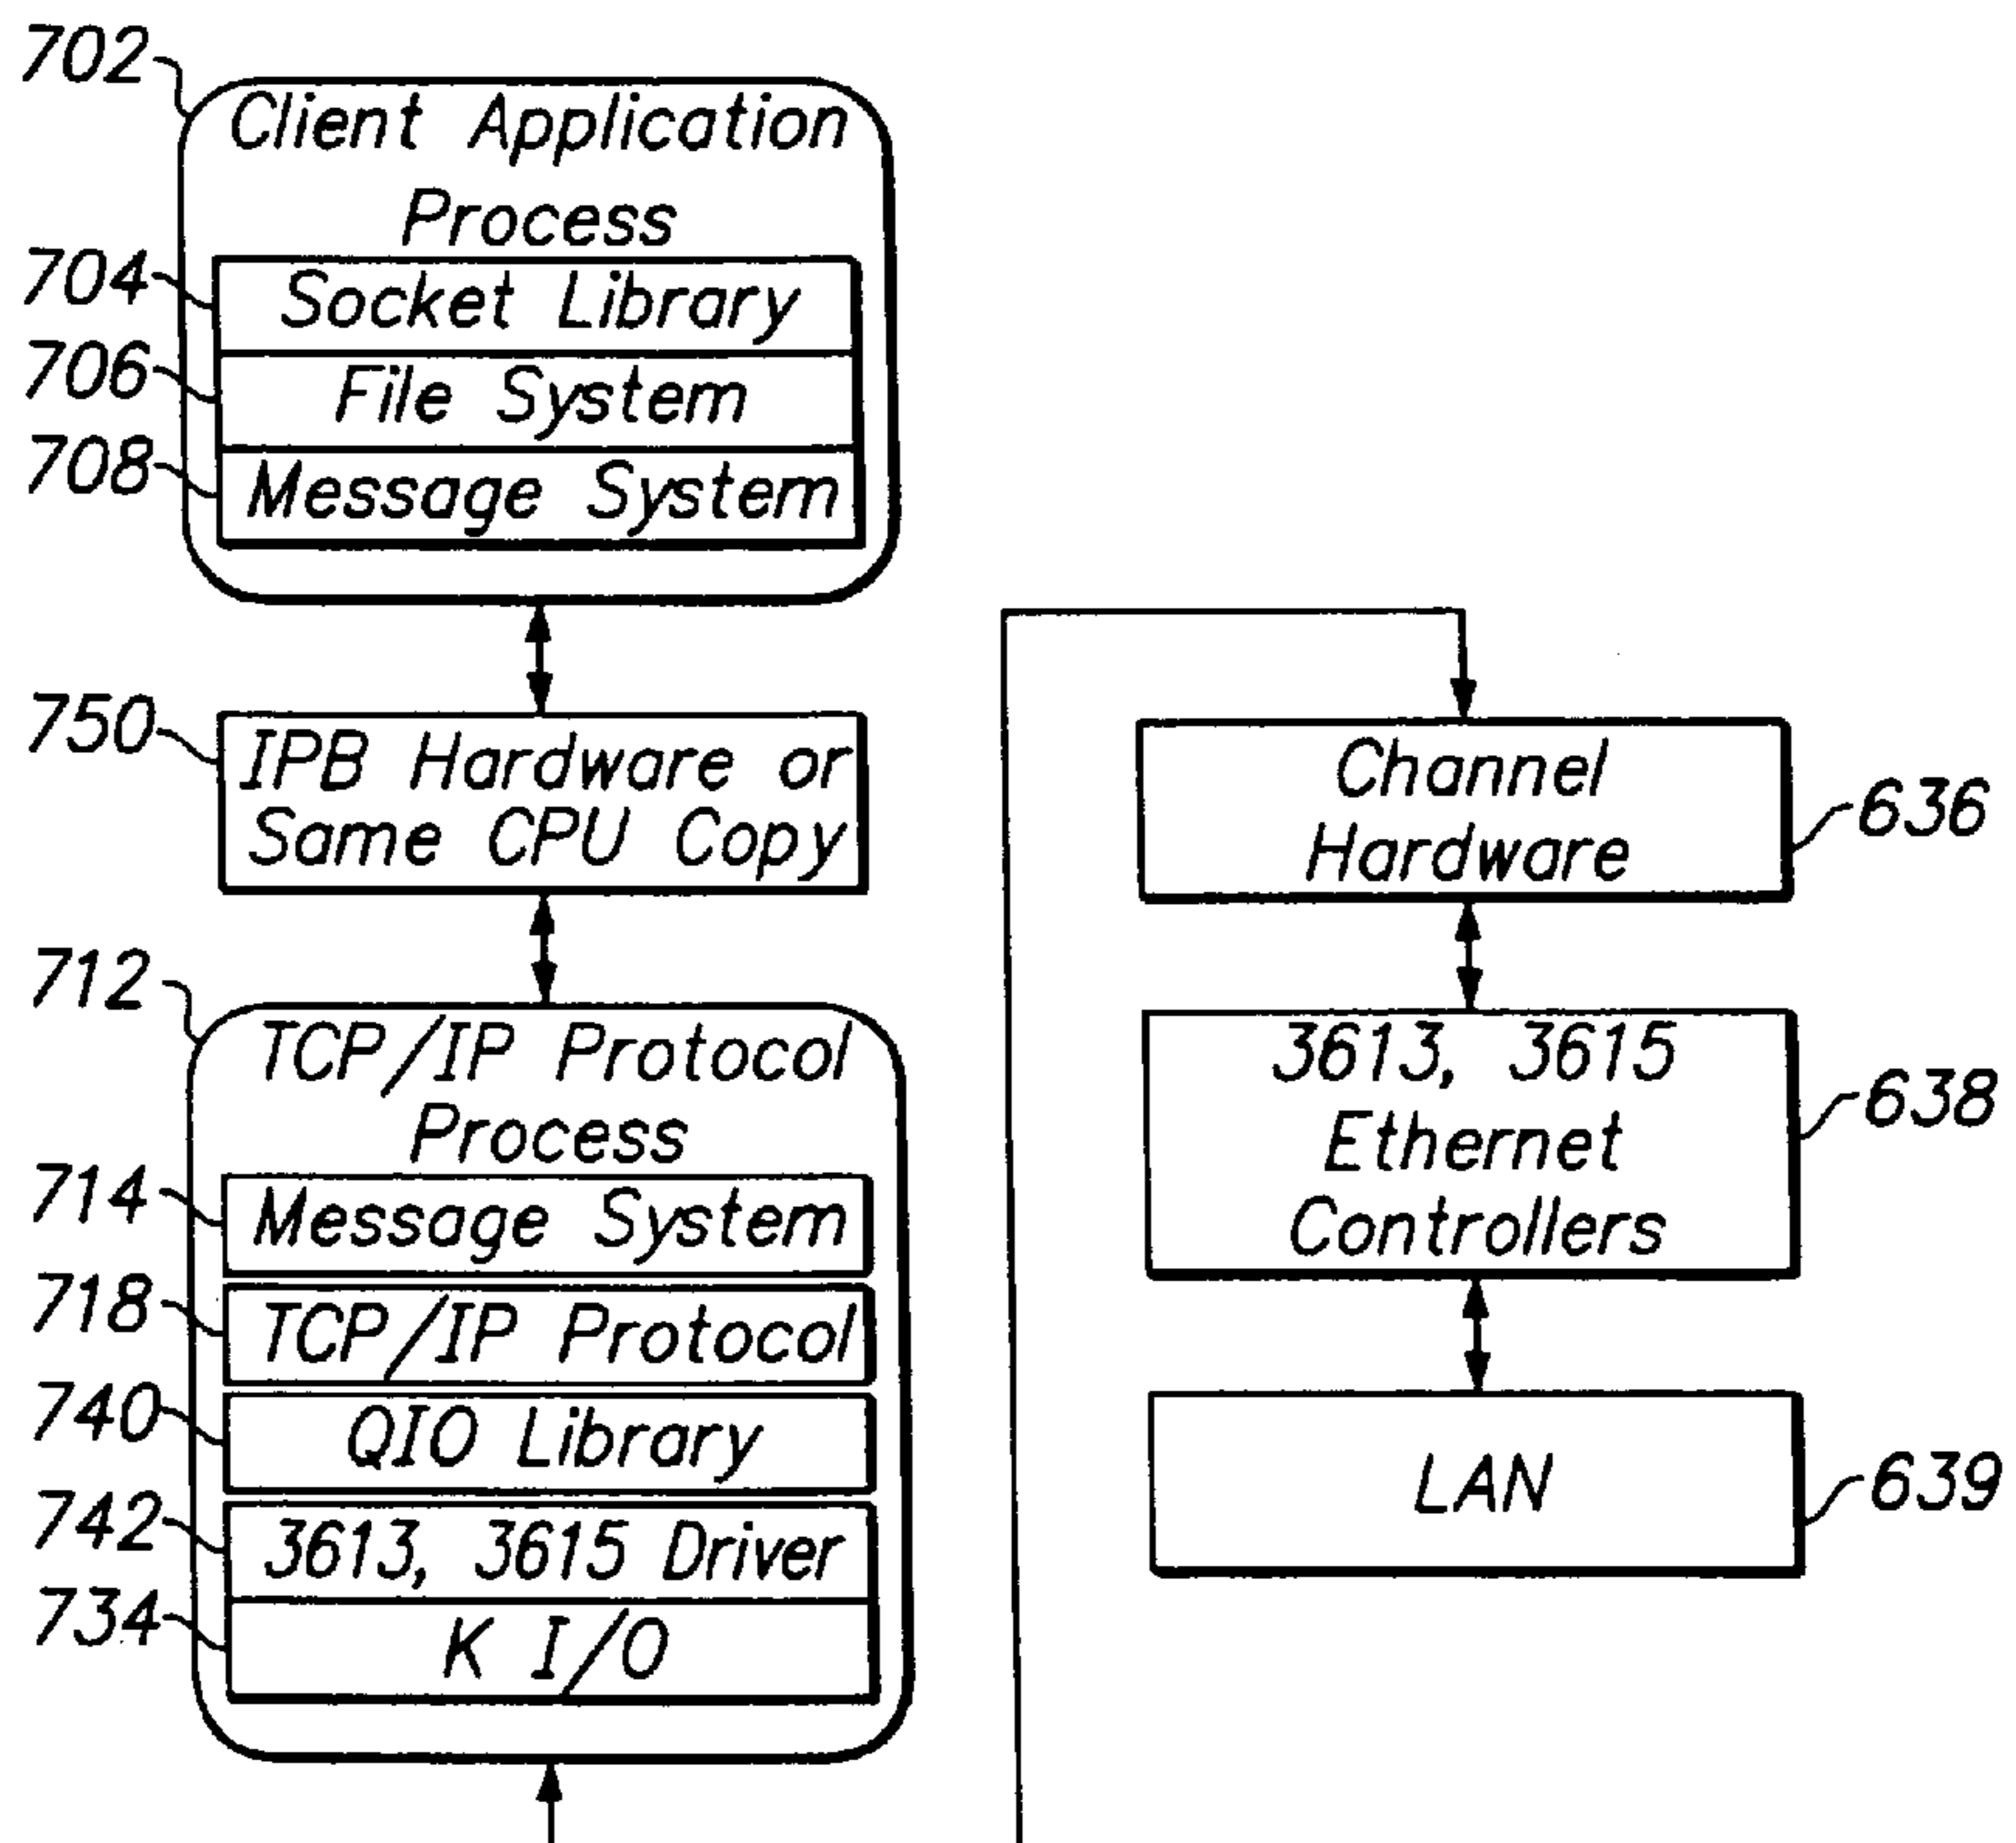 702
Client Application
Process
704
Socket Library
706
File System
708
Message System
750
IPB Hardware or
Same CPU Copy
712
TCP/IP Protocol
Process
714
Message System
718
TCP/IP Protocol
740
QIO Library
742
3613, 3615 Driver
734
K I/O
Channel
Hardware
636
3613, 3615
Ethernet
Controllers
638
LAN
639